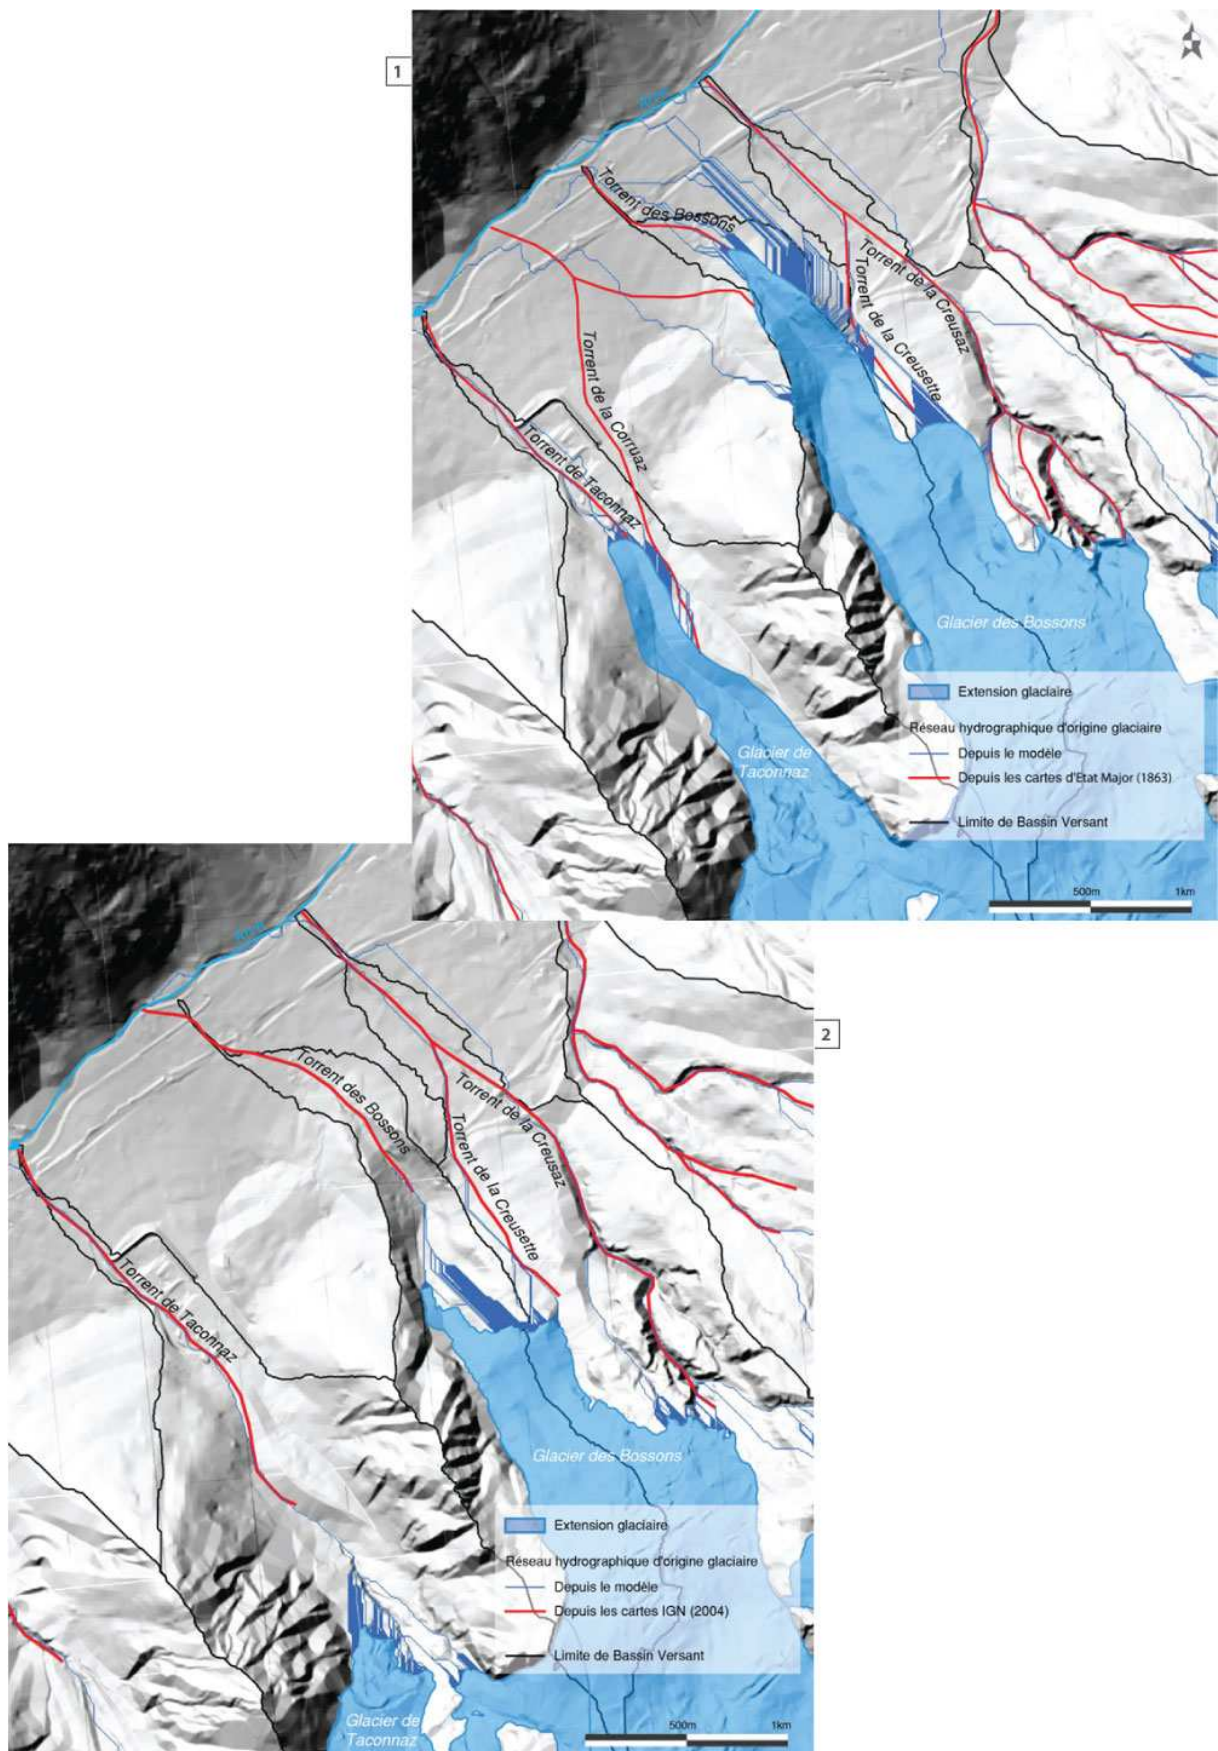 1
Arve
Torrent des Bossons
Torrent de la Creusaz
Torrent de la Creusette
Torrent de la Corruaz
Torrent de Taconnaz
Glacier des Bossons
Glacier de
Taconnaz
Extension glaciaire
Réseau hydrographique d'origine glaciaire
Depuis le modèle
Depuis les cartes d'Etat Major (1863)
Limite de Bassin Versant
500m 1km
2
Arve
Torrent des Bossons
Torrent de la Creusaz
Torrent de la Creusette
Torrent de Taconnaz
Glacier des Bossons
Extension glaciaire
Réseau hydrographique d'origine glaciaire
Depuis le modèle
Depuis les cartes IGN (2004)
Limite de Bassin Versant
Glacier de
Taconnaz
500m 1km